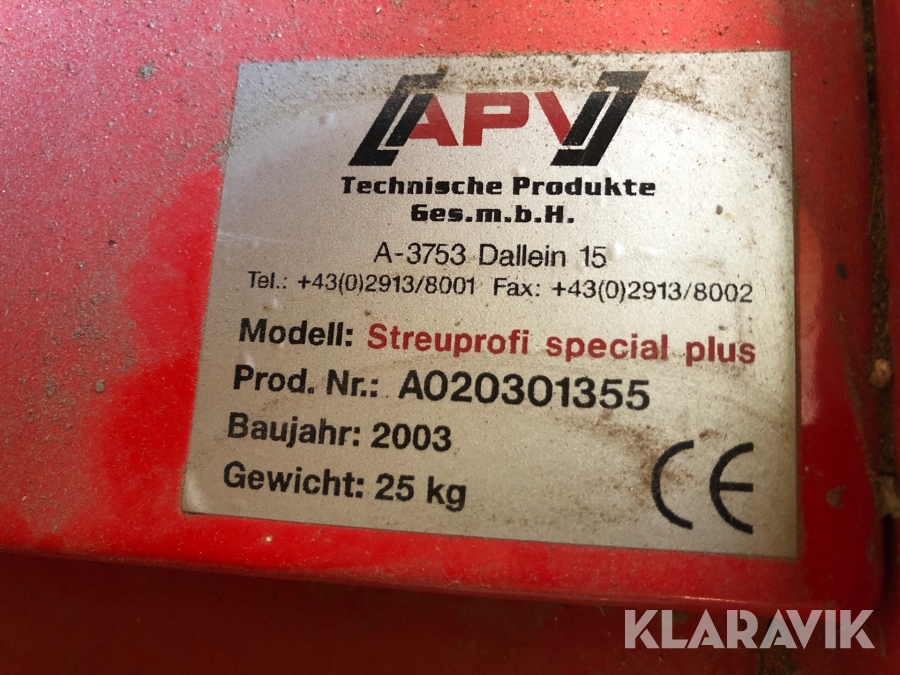 APV
Technische Produkte
Ges.m.b.H.
A-3753 Dallein 15
Tel.: +43(0)2913/8001 Fax: +43(0)2913/8002
Modell: Streuprofi special plus
Prod. Nr.: A020301355
Baujahr: 2003
Gewicht: 25 kg
CE
KLARAVIK